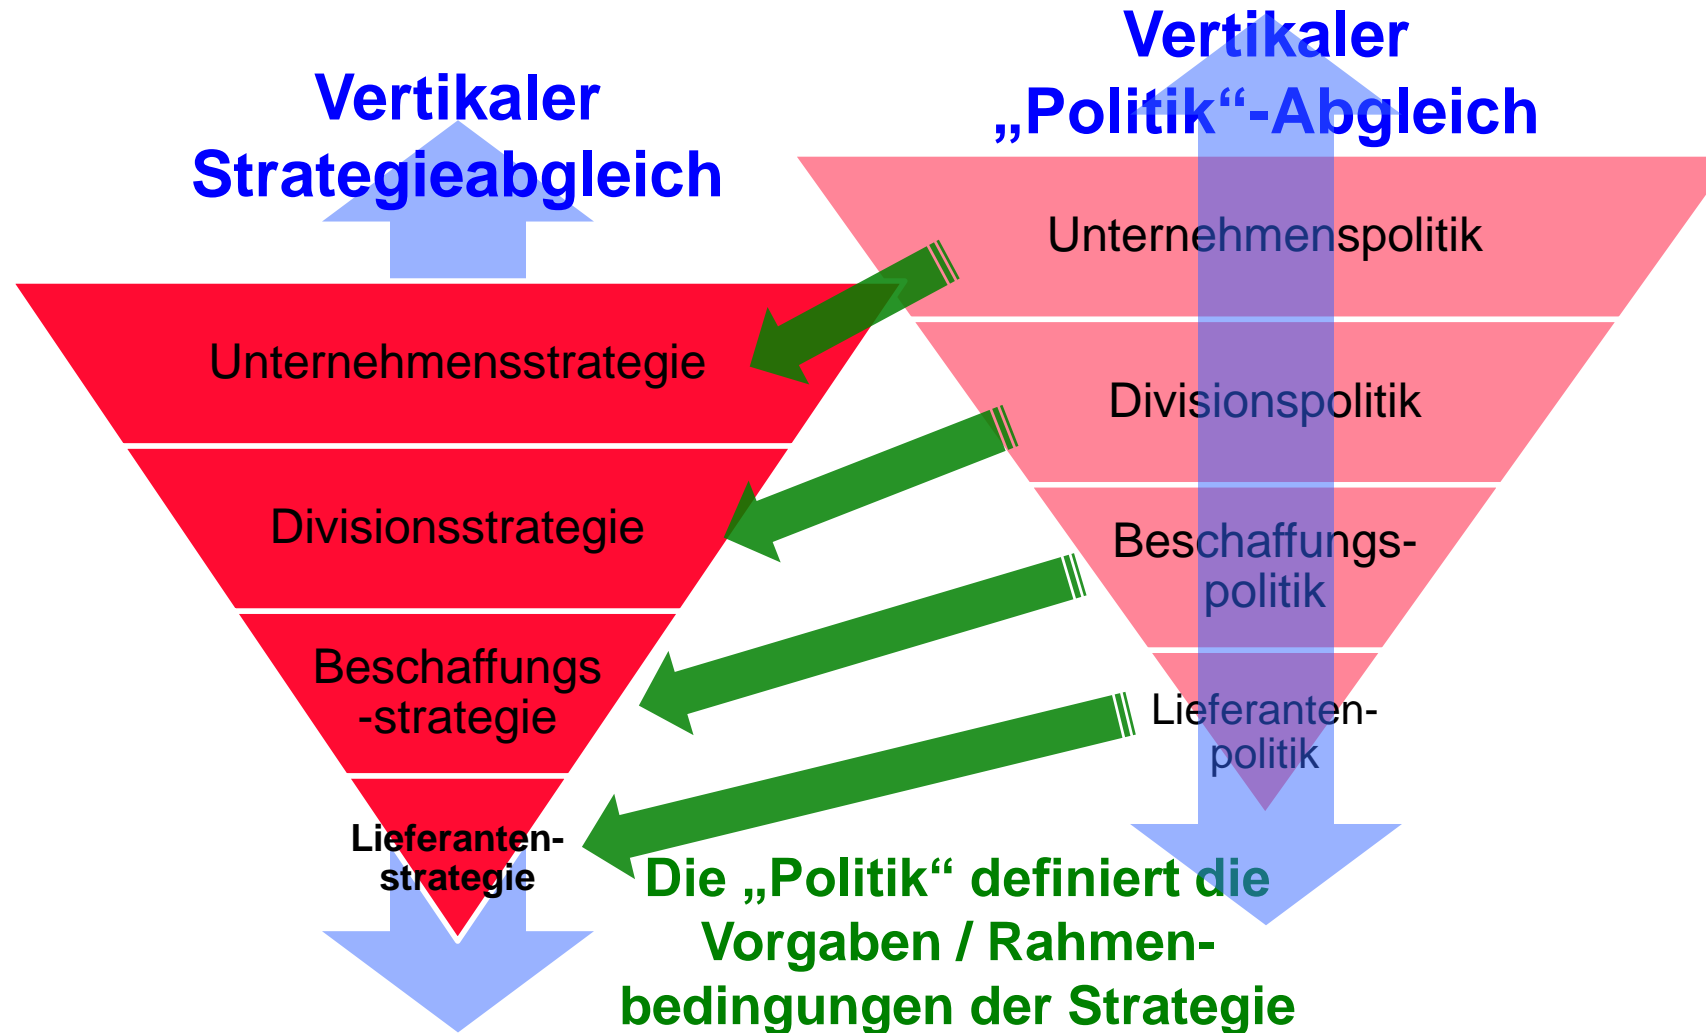 Vertikaler
Strategieabgleich
Unternehmensstrategie
Divisionsstrategie
Beschaffungs
-strategie
Lieferanten-
strategie
Vertikaler
„Politik“-Abgleich
Unternehmenspolitik
Divisionspolitik
Beschaffungs-
politik
Lieferanten-
politik
Die „Politik“ definiert die
Vorgaben / Rahmen-
bedingungen der Strategie